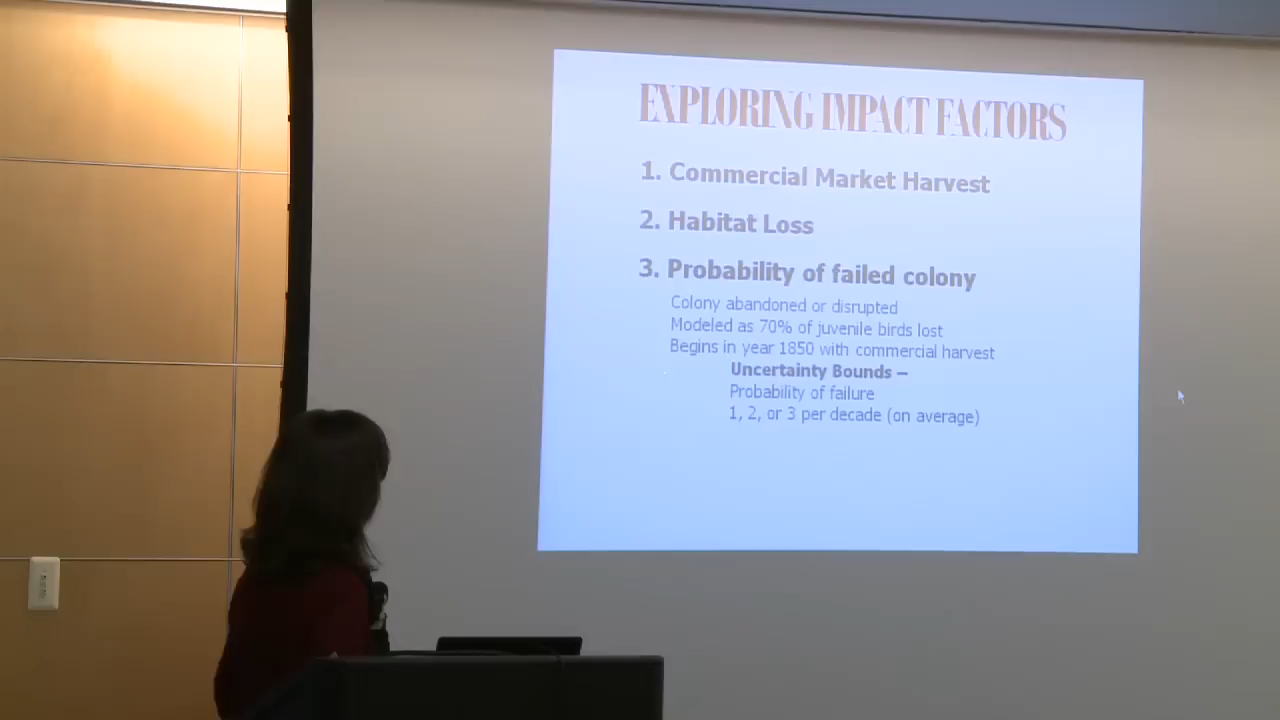 EXPLORING IMPACT FACTORS
1. Commercial Market Harvest
2. Habitat Loss
3. Probability of failed colony
Colony abandoned or disrupted
Modeled as 70% of juvenile birds lost
Begins in year 1850 with commercial harvest
Uncertainty Bounds –
Probability of failure
1, 2, or 3 per decade (on average)